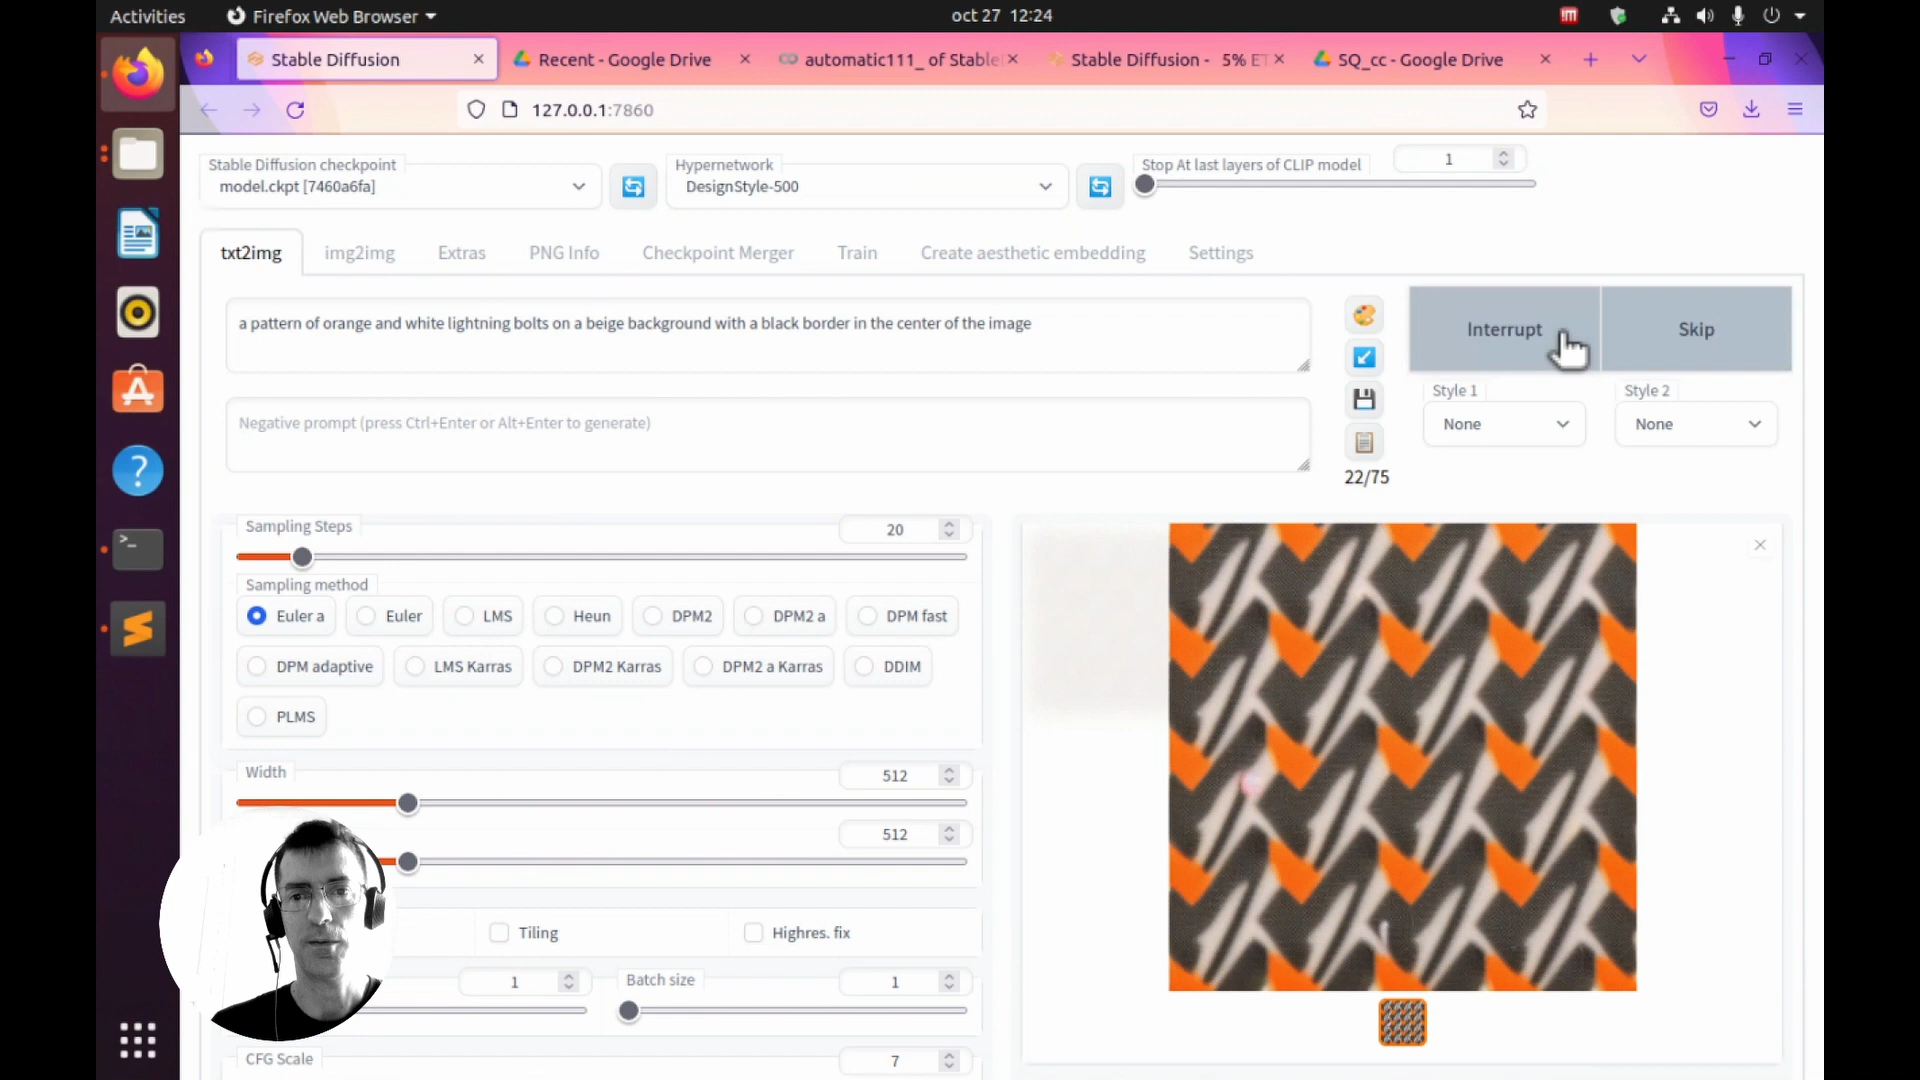 Activities
Firefox Web Browser
oct 27 12:24
Stable Diffusion
Recent - Google Drive
automatic111_ of Stable
Stable Diffusion - 5% ET
SQ_cc - Google Drive
127.0.0.1:7860
Stable Diffusion checkpoint
model.ckpt [7460a6fa]
Hypernetwork
DesignStyle-500
Stop At last layers of CLIP model
1
txt2img
img2img
Extras
PNG Info
Checkpoint Merger
Train
Create aesthetic embedding
Settings
a pattern of orange and white lightning bolts on a beige background with a black border in the center of the image
Negative prompt (press Ctrl+Enter or Alt+Enter to generate)
22/75
Interrupt
Skip
Style 1
None
Style 2
None
Sampling Steps
20
Sampling method
Euler a
Euler
LMS
Heun
DPM2
DPM2 a
DPM fast
DPM adaptive
LMS Karras
DPM2 Karras
DPM2 a Karras
DDIM
PLMS
Width
512
512
Tiling
Highres. fix
1
Batch size
1
CFG Scale
7